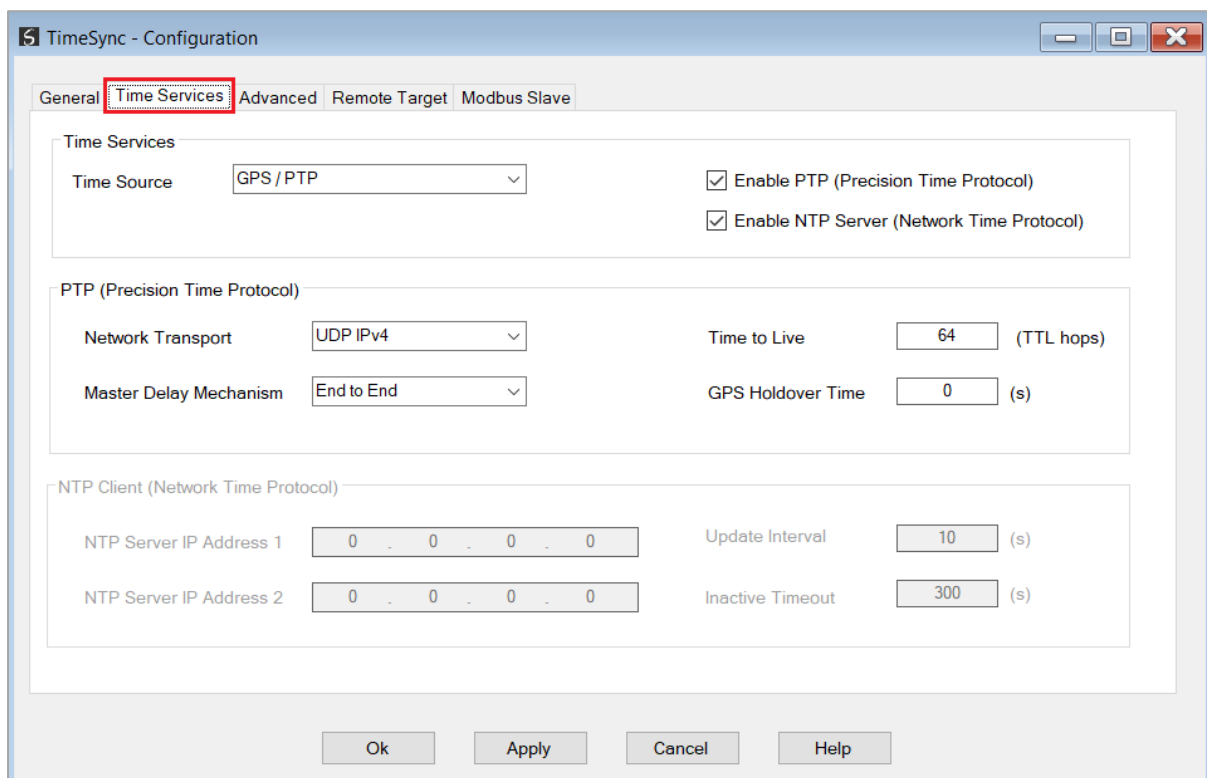 TimeSync - Configuration
General Time Services Advanced Remote Target Modbus Slave
Time Services
Time Source GPS / PTP Enable PTP (Precision Time Protocol)
Enable NTP Server (Network Time Protocol)
PTP (Precision Time Protocol)
Network Transport UDP IPv4 Time to Live 64 (TTL hops)
Master Delay Mechanism End to End GPS Holdover Time 0 (s)
NTP Client (Network Time Protocol)
NTP Server IP Address 1 0 . 0 . 0 . 0 Update Interval 10 (s)
NTP Server IP Address 2 0 . 0 . 0 . 0 Inactive Timeout 300 (s)
Ok Apply Cancel Help